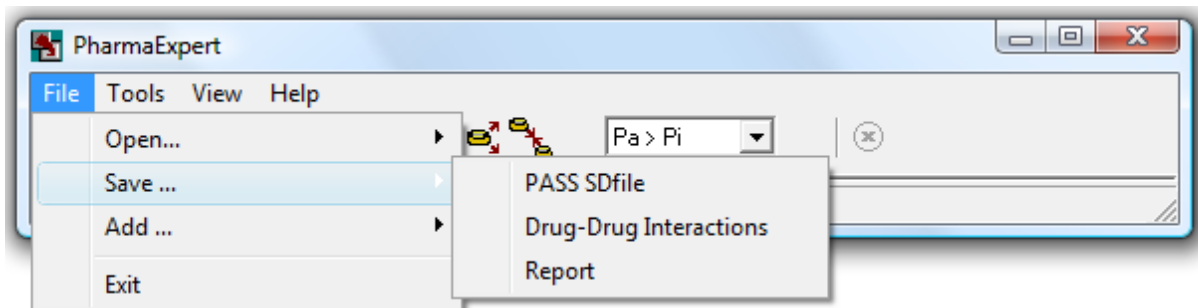 PharmaExpert
File Tools View Help
Open...
Pa > Pi
Save ...
PASS SDfile
Add ...
Drug-Drug Interactions
Report
Exit